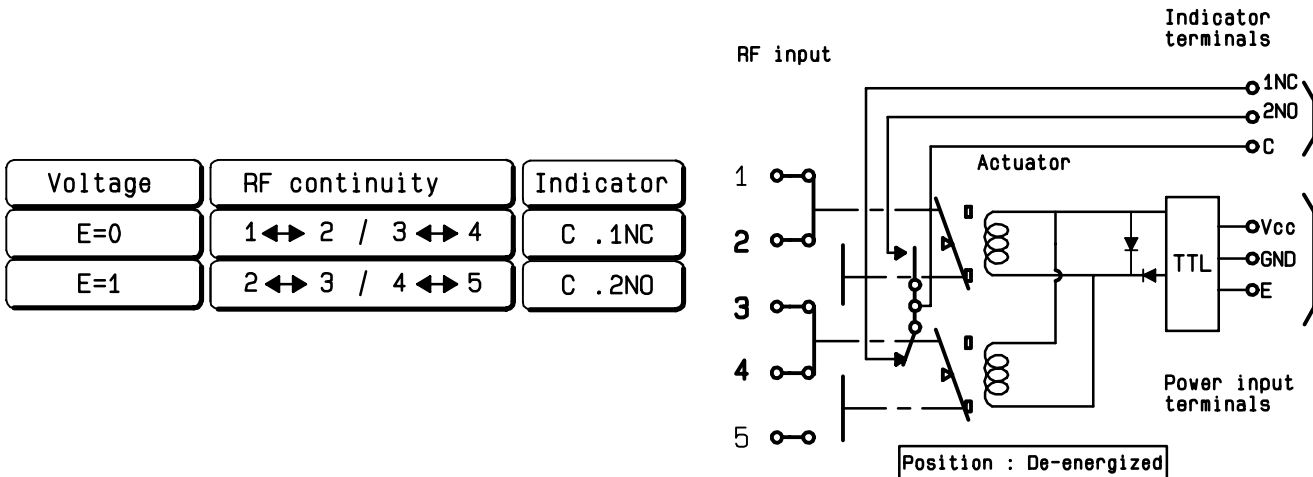 Voltage RF continuity Indicator
E=0 1↔ 2 / 3 ↔ 4 C .1NC
E=1 2 ↔ 3 / 4 ↔ 5 C .2NO
Indicator
terminals
RF input
1NC
2NO
C
Actuator
1
2
3
4
5
TTL
Vcc
GND
E
Power input
terminals
Position : De-energized